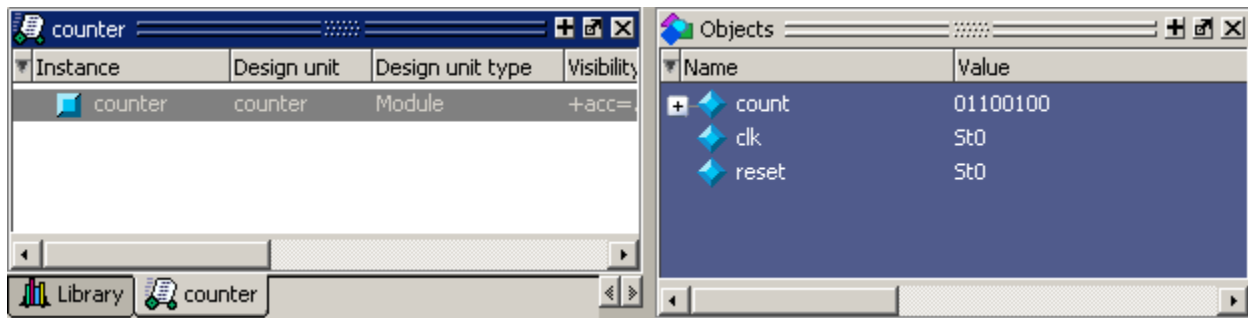 counter
Instance Design unit Design unit type Visibility
counter counter Module +acc=.
Library counter
Objects
Name Value
count 01100100
clk St0
reset St0